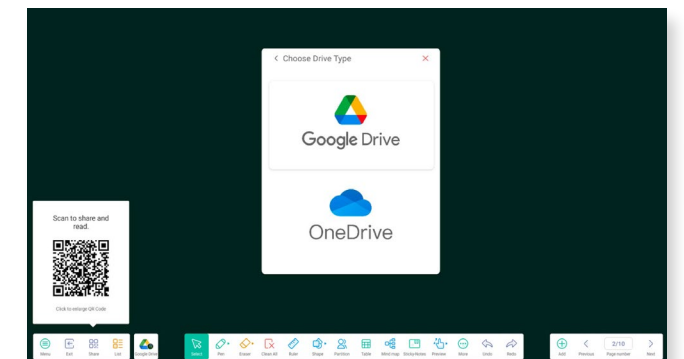 Choose Drive Type
Google Drive
OneDrive
Scan to share and
read.
Click to enlarge QR Code
Menu
Exit
Share
List
Google Drive
Select
Pen
Eraser
Clean All
Ruler
Shape
Partition
Table
Mind map
Sticky Notes
Preview
More
Undo
Redo
Add
Previous
2/10
Page number
Next